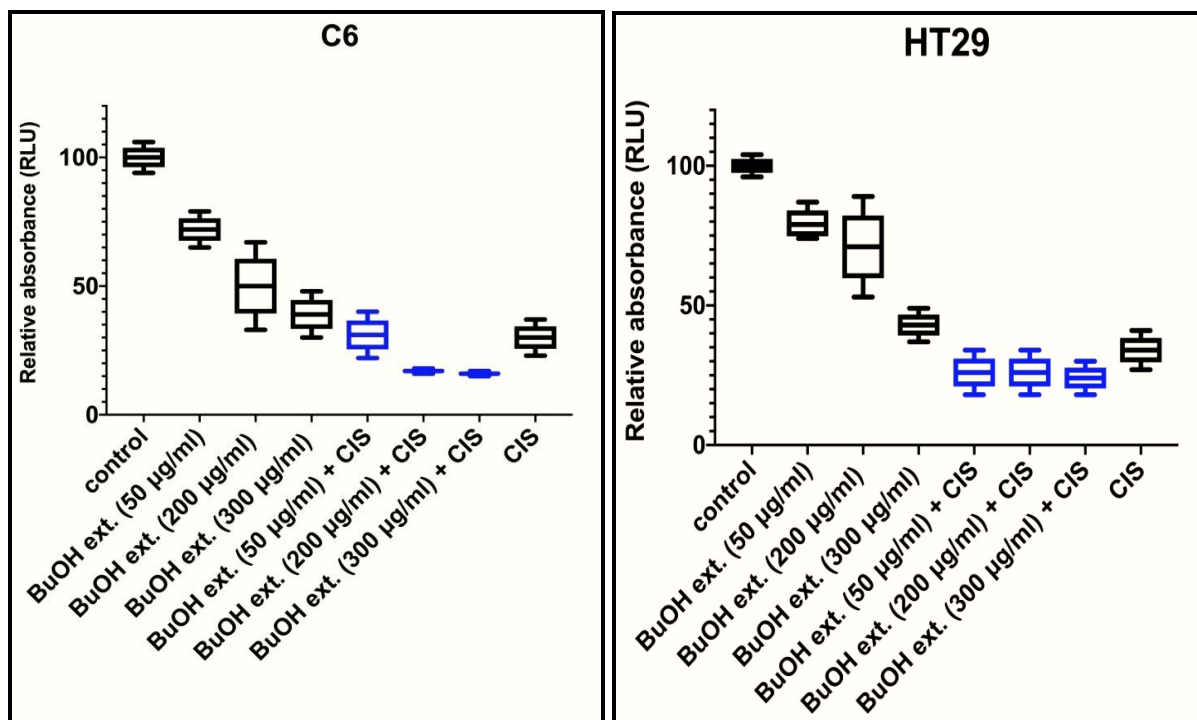 C6
Relative absorbance (RLU)
100
50
0
control
BuOH ext. (50 µg/ml)
BuOH ext. (200 µg/ml)
BuOH ext. (300 µg/ml)
BuOH ext. (50 µg/ml) + CIS
BuOH ext. (200 µg/ml) + CIS
BuOH ext. (300 µg/ml) + CIS
CIS
HT29
Relative absorbance (RLU)
100
50
0
control
BuOH ext. (50 µg/ml)
BuOH ext. (200 µg/ml)
BuOH ext. (300 µg/ml)
BuOH ext. (50 µg/ml) + CIS
BuOH ext. (200 µg/ml) + CIS
BuOH ext. (300 µg/ml) + CIS
CIS